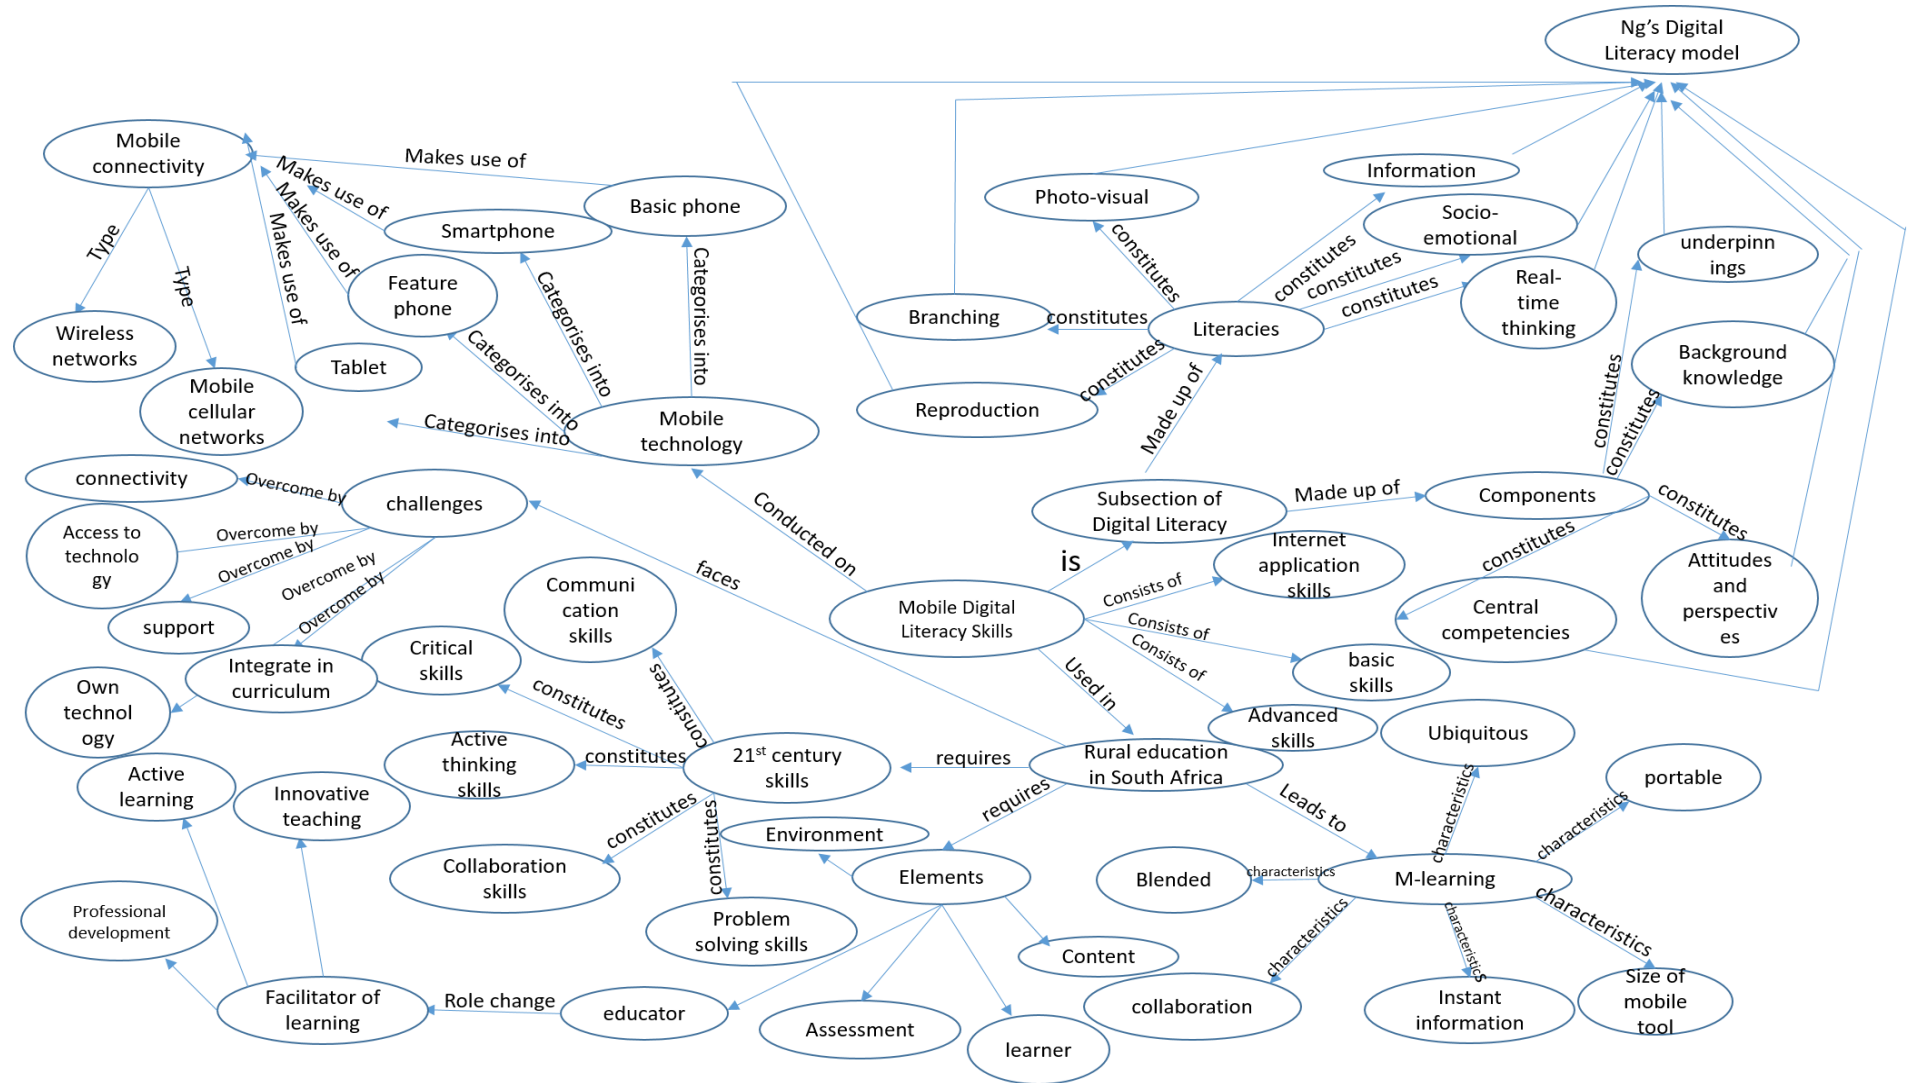 Ng's Digital
Literacy model
Mobile
connectivity
Makes use of
Makes use of
Makes use of
Makes use of
Basic phone
Smartphone
Feature
phone
Tablet
Type
Type
Wireless
networks
Mobile
cellular
networks
Categorises into
Categorises into
Categorises into
Categorises into
Mobile
technology
Photo-visual
Information
Socio-
emotional
Real-
time
thinking
underpinn
ings
Background
knowledge
Branching
Literacies
Reproduction
constitutes
constitutes
constitutes
constitutes
constitutes
constitutes
Made up of
constitutes
constitutes
Subsection of
Digital Literacy
Made up of
Components
constitutes
constitutes
Attitudes
and
perspectiv
es
Central
competencies
connectivity
Overcome by
challenges
Access to
technolo
gy
Overcome by
Overcome by
Overcome by
Overcome by
support
Integrate in
curriculum
Own
technol
ogy
Conducted on
faces
is
Internet
application
skills
Mobile Digital
Literacy Skills
Consists of
Consists of
Consists of
basic
skills
Advanced
skills
Used in
Communi
cation
skills
Critical
skills
constitutes
constitutes
Active
thinking
skills
constitutes
21st century
skills
requires
Rural education
in South Africa
constitutes
constitutes
Collaboration
skills
Problem
solving skills
requires
Leads to
Environment
Elements
Content
Assessment
learner
educator
Role change
Facilitator of
learning
Active
learning
Innovative
teaching
Professional
development
Ubiquitous
portable
characteristics
characteristics
Blended
characteristics
M-learning
characteristics
characteristics
characteristics
collaboration
Instant
information
Size of
mobile
tool